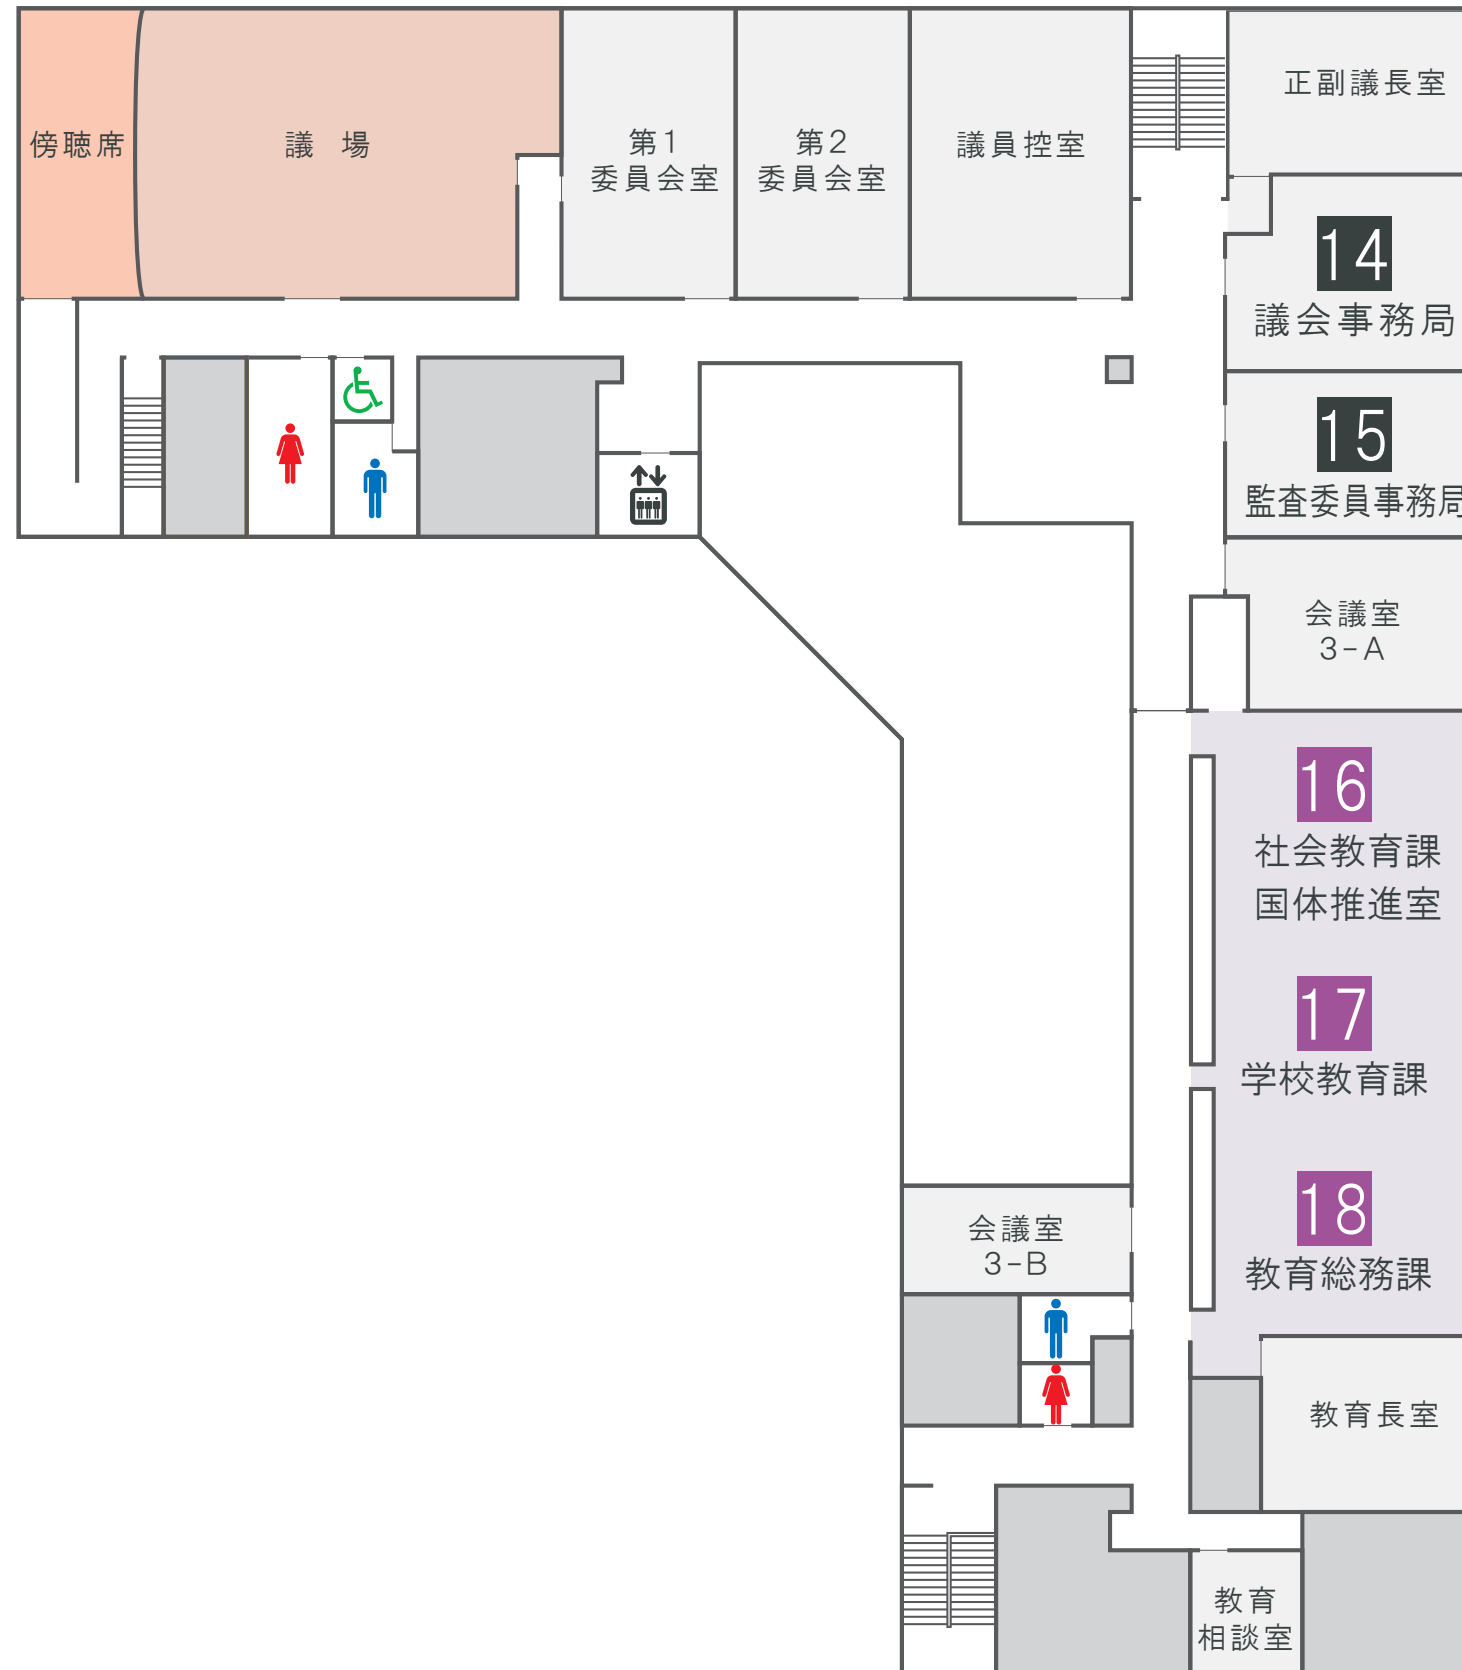 傍聴席
議 場
第1
委員会室
第2
委員会室
議員控室
正副議長室
14
議会事務局
15
監査委員事務局
会議室
3-A
16
社会教育課
国体推進室
17
学校教育課
18
教育総務課
会議室
3-B
教育長室
教育
相談室